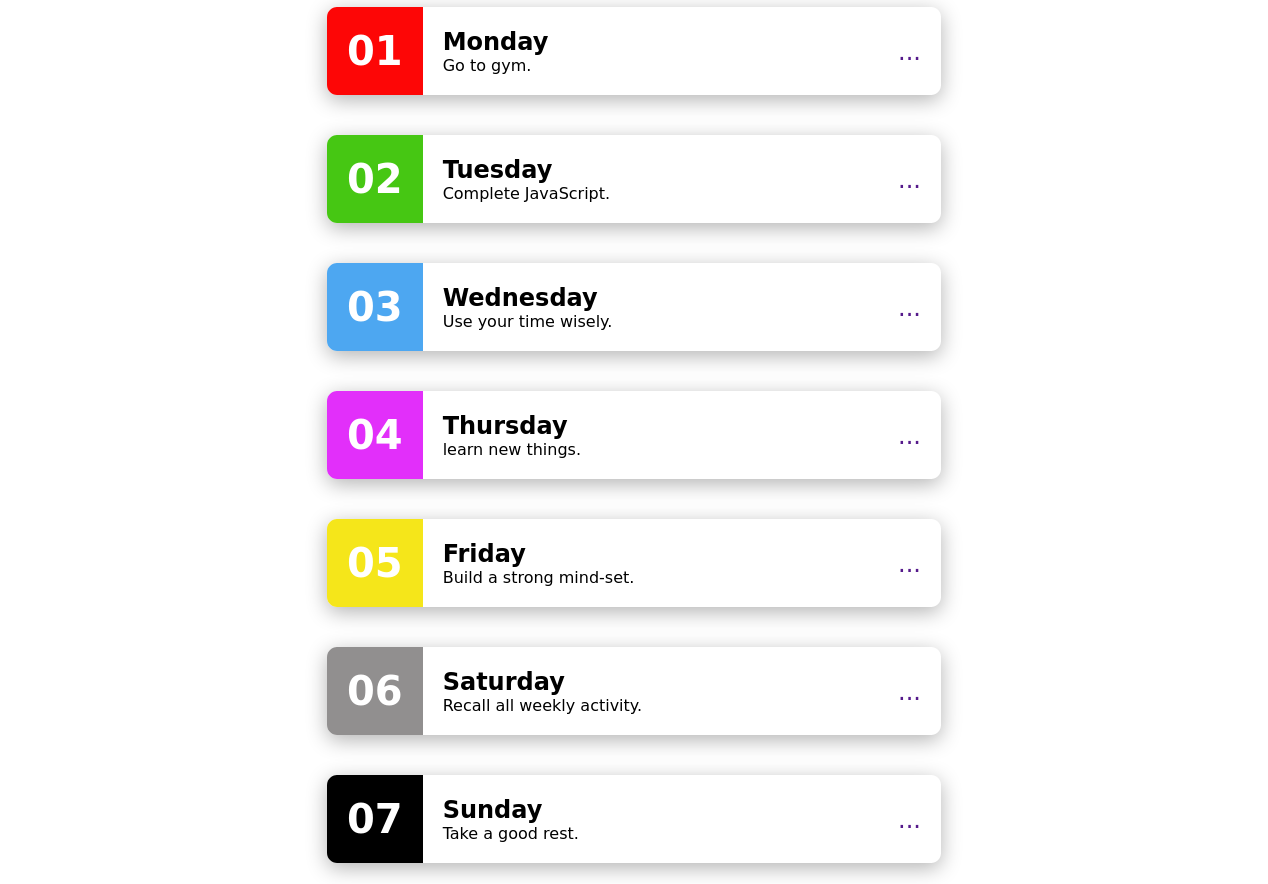 01
Monday
Go to gym.
...
02
Tuesday
Complete JavaScript.
...
03
Wednesday
Use your time wisely.
...
04
Thursday
learn new things.
...
05
Friday
Build a strong mind-set.
...
06
Saturday
Recall all weekly activity.
...
07
Sunday
Take a good rest.
...